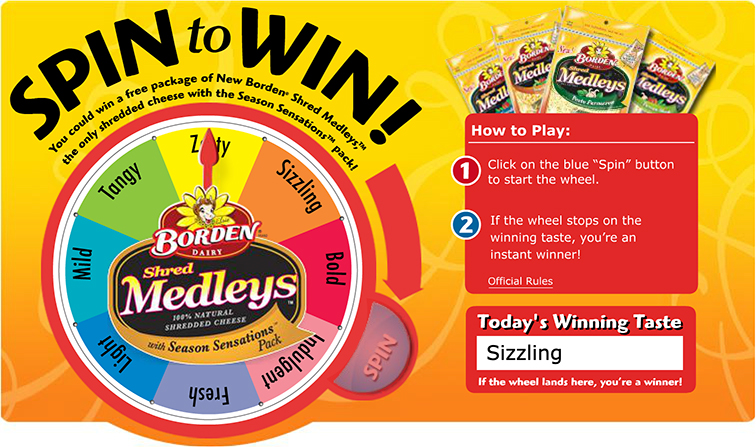 SPIN to WIN!
You could win a free package of New Borden® Shred Medleys,™
the only shredded cheese with the Season Sensations™ pack!
Zesty
Sizzling
Bold
Indulgent
Fresh
Light
Mild
Tangy
BORDEN
DAIRY
Shred
Medleys™
100% NATURAL
SHREDDED CHEESE
with Season Sensations™
Pack
SPIN
BORDEN
Shred
Medleys
How to Play:
1 Click on the blue “Spin” button
to start the wheel.
2 If the wheel stops on the
winning taste, you’re an
instant winner!
Official Rules
Today's Winning Taste
Sizzling
If the wheel lands here, you’re a winner!